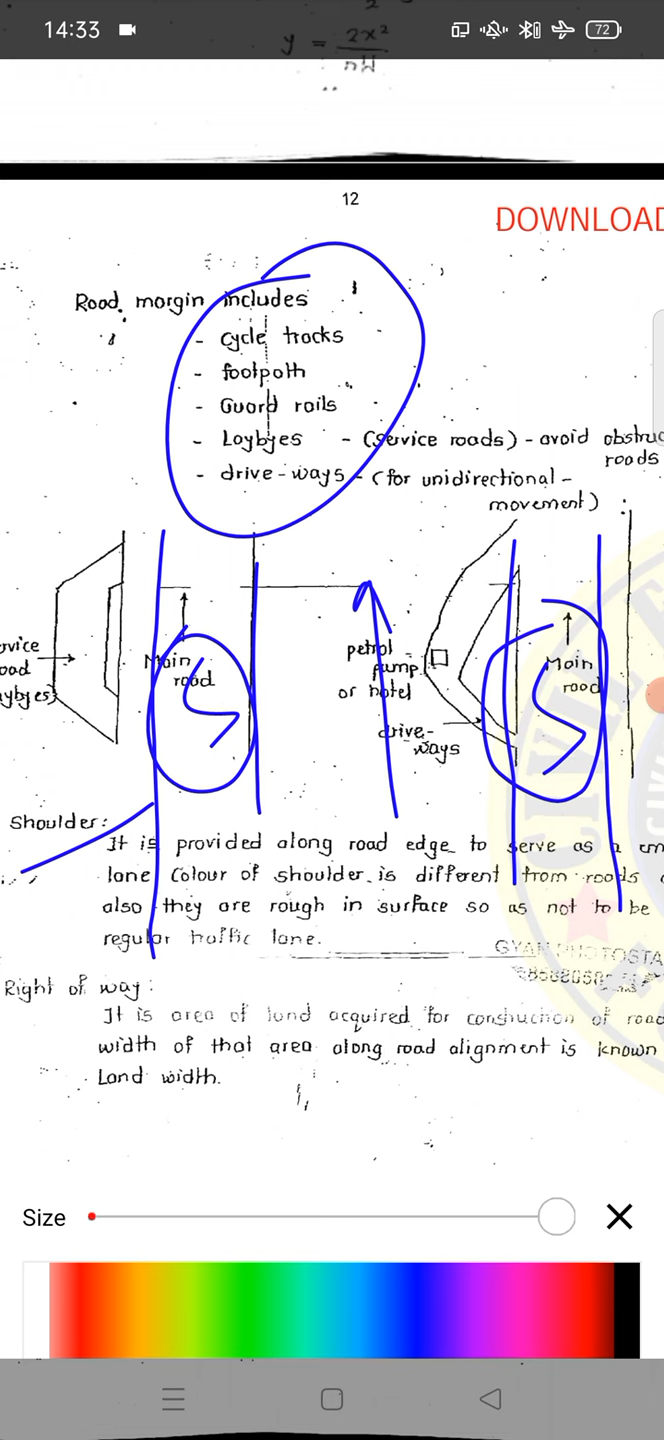 14:33
72
y = 2x²
nW
12
DOWNLOAD
Road margin includes
- cycle tracks
- footpath
- Guard rails
- Laybyes - (service roads) - avoid obstruc
roads
- drive-ways - (for unidirectional-
movement)
Main
road
petrol
pump
or hotel
drive-
ways
Main
road
Shoulder:
It is provided along road edge to serve as
lane Colour of shoulder is different from roads
also they are rough in surface so as not to be
regular traffic lane.
GYAN PHOTOSTA
Right of way:
It is area of land acquired for construction of road
width of that area along road alignment is known
Land width.
Size